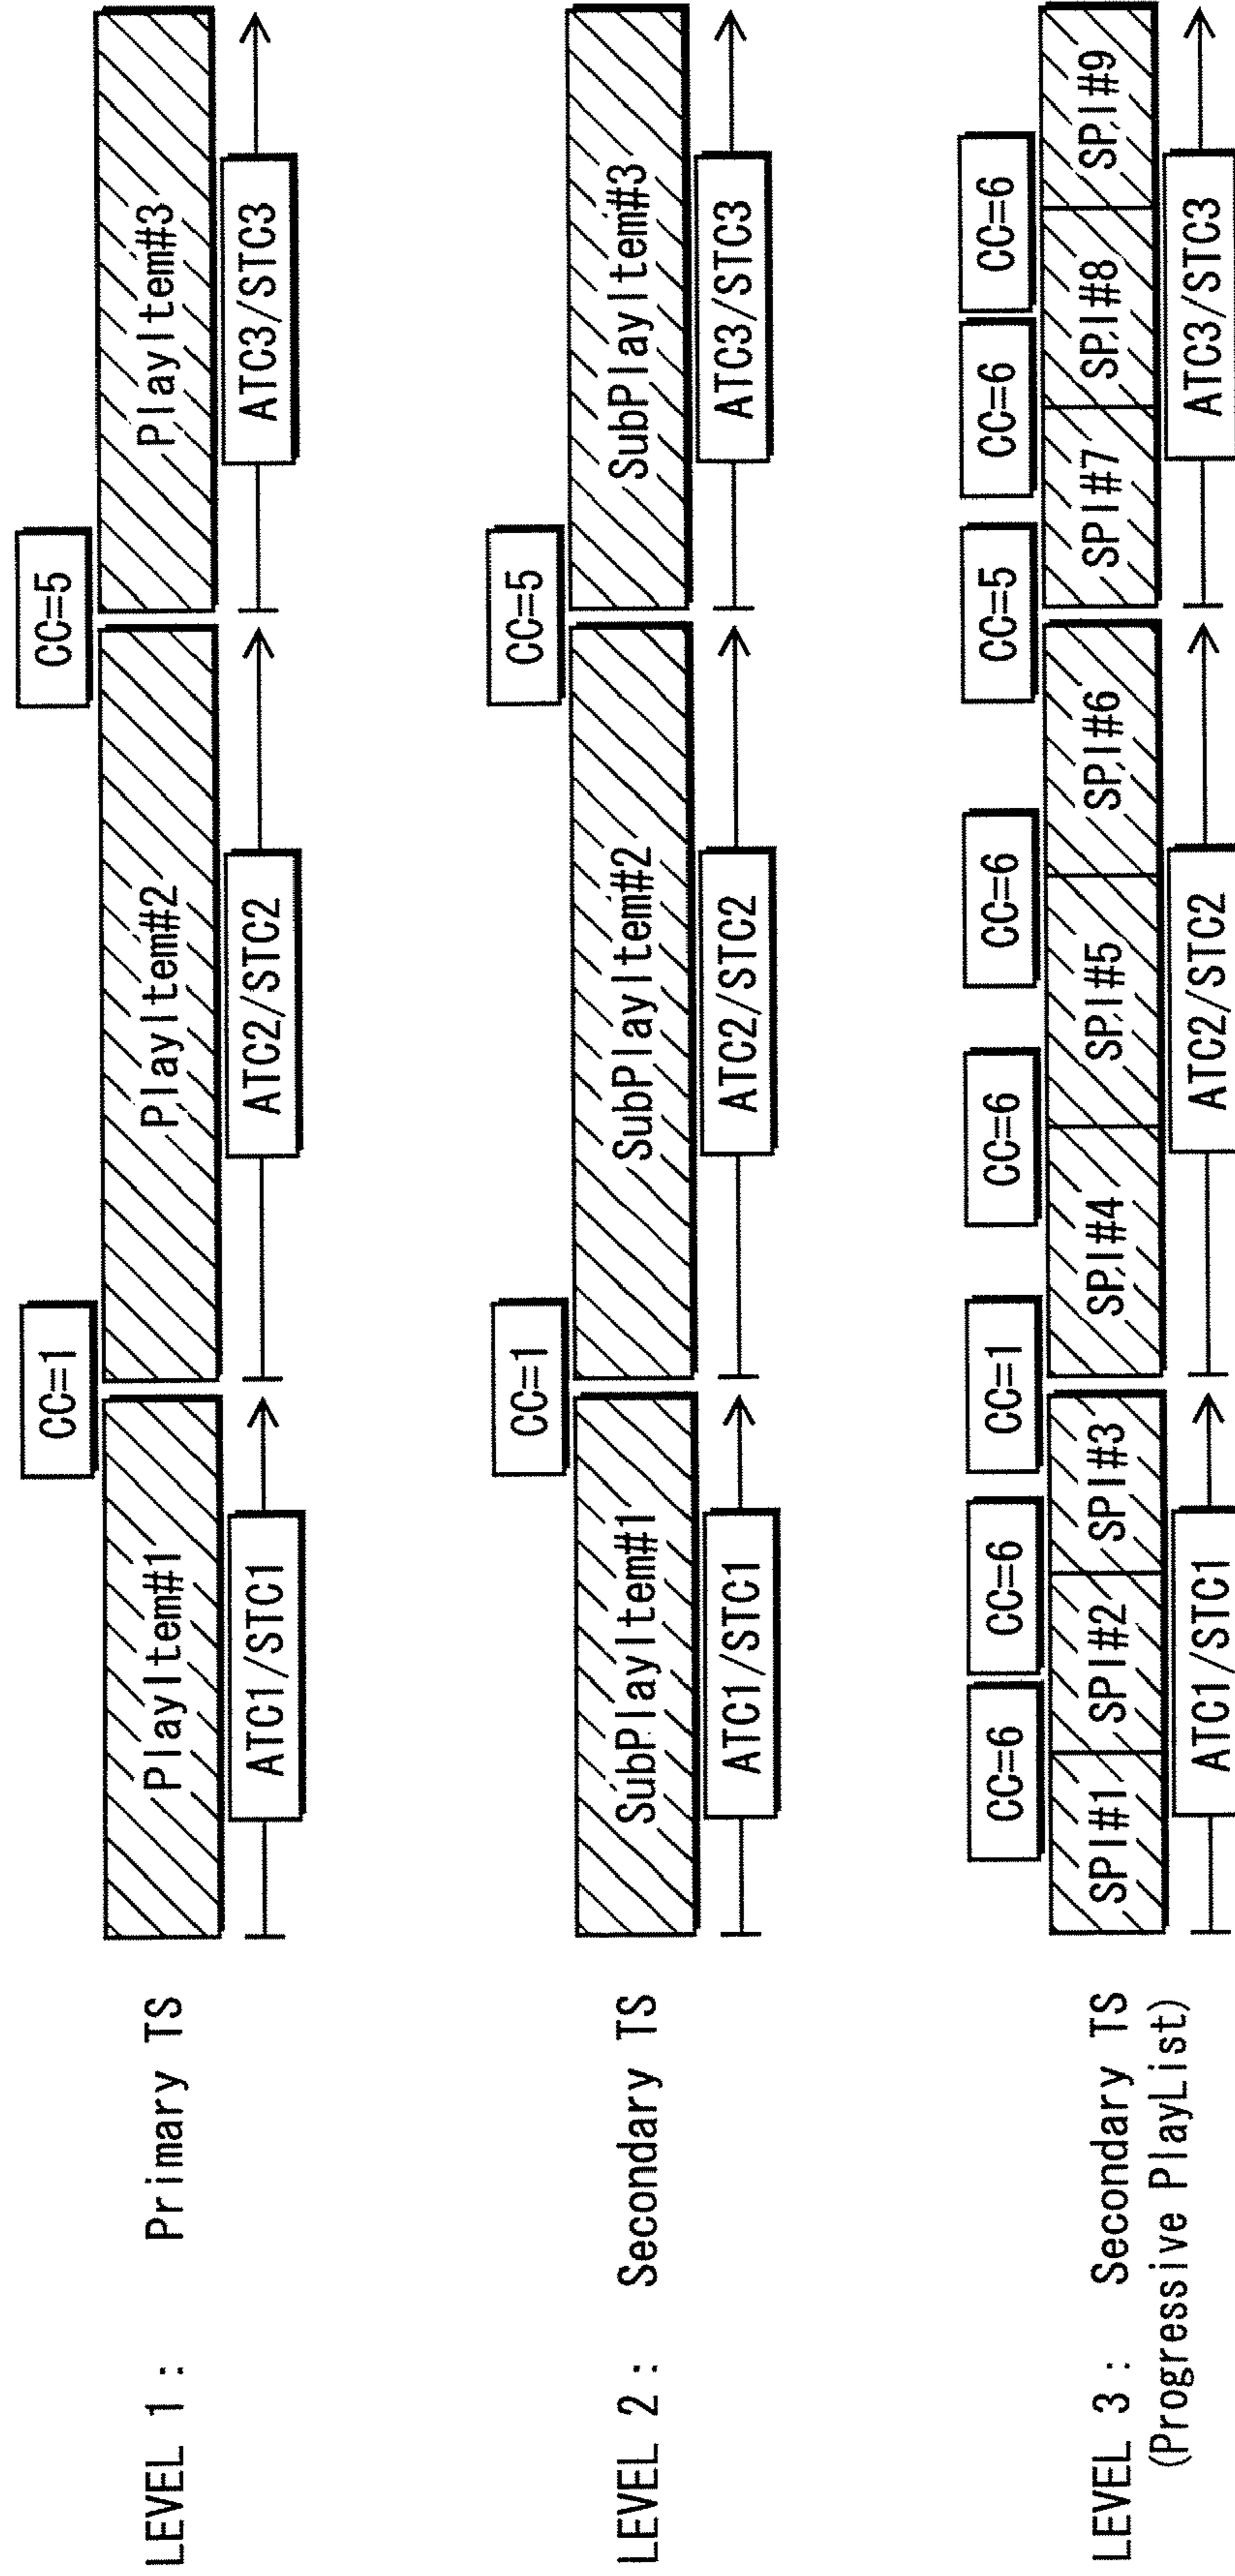 LEVEL 1 : Primary TS
CC=1
CC=5
PlayItem#1
PlayItem#2
PlayItem#3
ATC1/STC1
ATC2/STC2
ATC3/STC3
LEVEL 2 : Secondary TS
CC=1
CC=5
SubPlayItem#1
SubPlayItem#2
SubPlayItem#3
ATC1/STC1
ATC2/STC2
ATC3/STC3
LEVEL 3 : Secondary TS
(Progressive PlayList)
CC=6
CC=6
CC=1
CC=6
CC=6
CC=5
CC=6
CC=6
SPI#1
SPI#2
SPI#3
SPI#4
SPI#5
SPI#6
SPI#7
SPI#8
SPI#9
ATC1/STC1
ATC2/STC2
ATC3/STC3